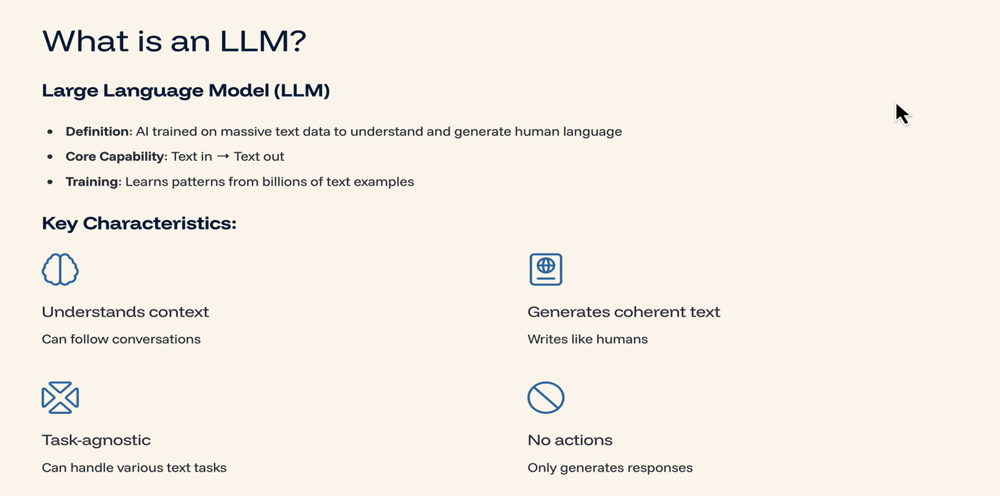 What is an LLM?
Large Language Model (LLM)
• Definition: AI trained on massive text data to understand and generate human language
• Core Capability: Text in → Text out
• Training: Learns patterns from billions of text examples
Key Characteristics:
Understands context
Can follow conversations
Generates coherent text
Writes like humans
Task-agnostic
Can handle various text tasks
No actions
Only generates responses